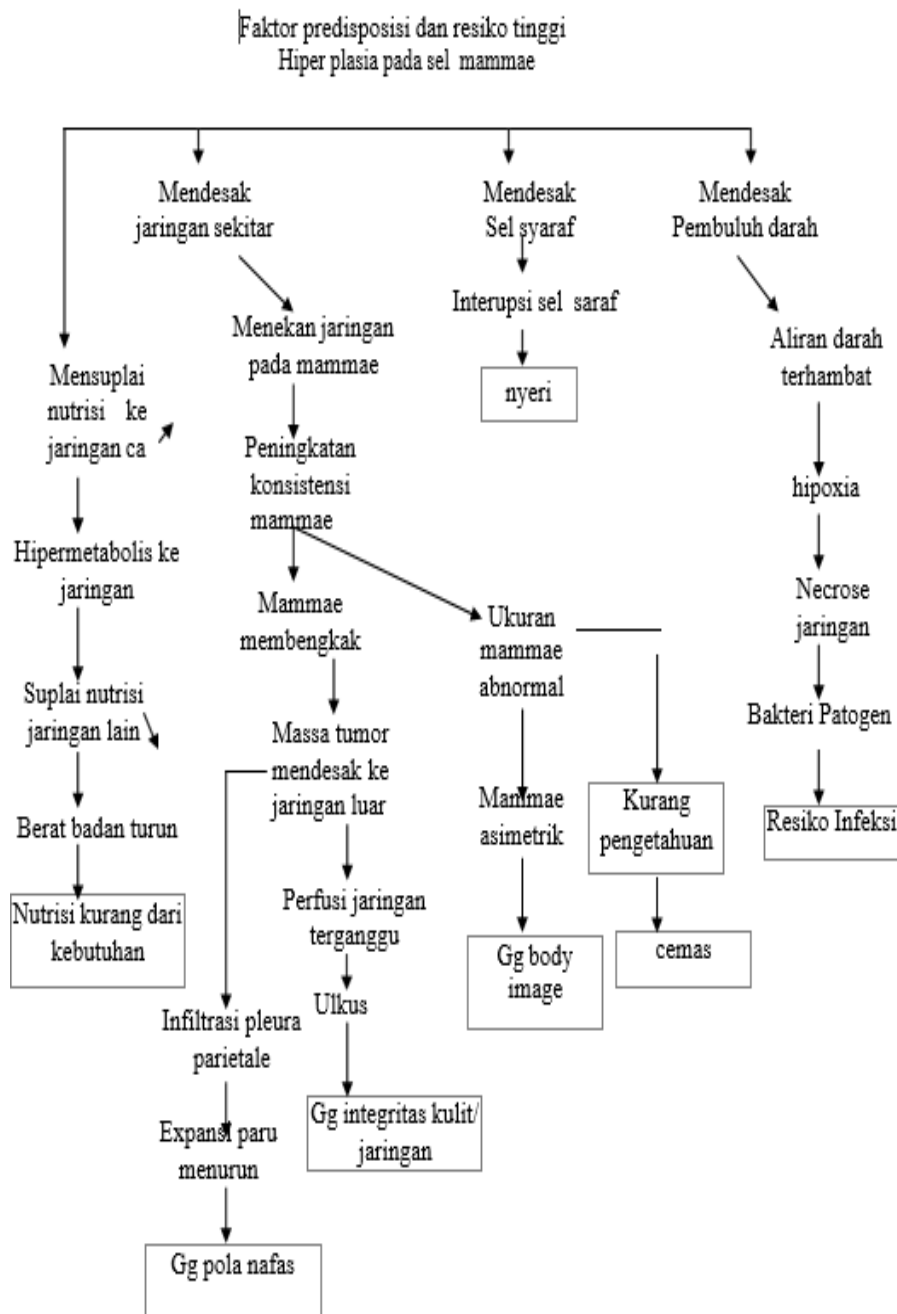 Faktor predisposisi dan resiko tinggi
Hiper plasia pada sel mammae
Mendesak
jaringan sekitar
Mendesak
Sel syaraf
Mendesak
Pembuluh darah
Mensuplai
nutrisi ke
jaringan ca
Hipermetabolis ke
jaringan
Suplai nutrisi
jaringan lain
Berat badan turun
Nutrisi kurang dari
kebutuhan
Menekan jaringan
pada mammae
Peningkatan
konsistensi
mammae
Mammae
membengkak
Massa tumor
mendesak ke
jaringan luar
Infiltrasi pleura
parietale
Expansi paru
menurun
Gg pola nafas
Perfusi jaringan
terganggu
Ulkus
Gg integritas kulit/
jaringan
Ukuran
mammae
abnormal
Mammae
asimetrik
Gg body
image
Kurang
pengetahuan
cemas
Interupsi sel saraf
nyeri
Aliran darah
terhambat
hipoxia
Necrose
jaringan
Bakteri Patogen
Resiko Infeksi